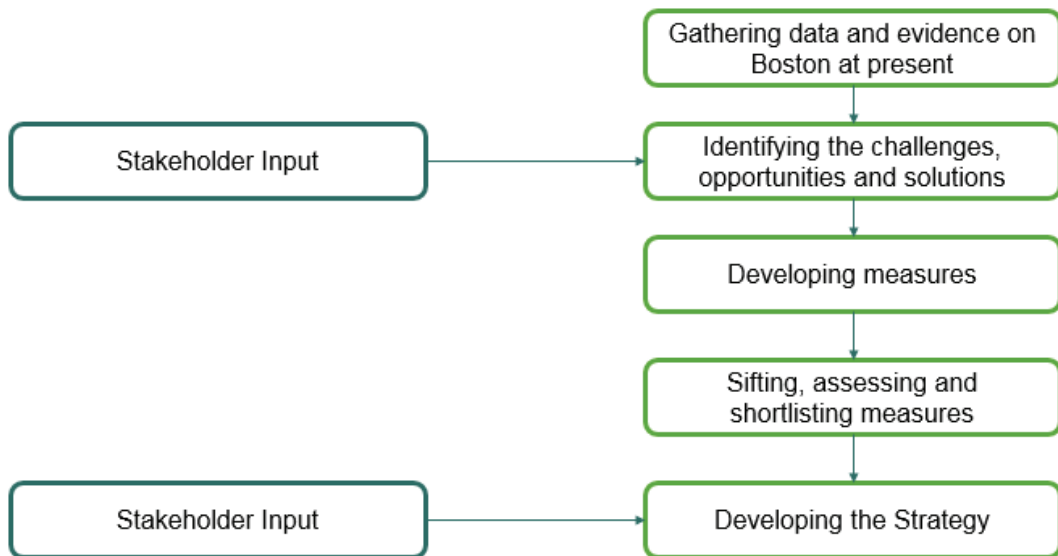 Gathering data and evidence on
Boston at present
Stakeholder Input
Identifying the challenges,
opportunities and solutions
Developing measures
Sifting, assessing and
shortlisting measures
Stakeholder Input
Developing the Strategy